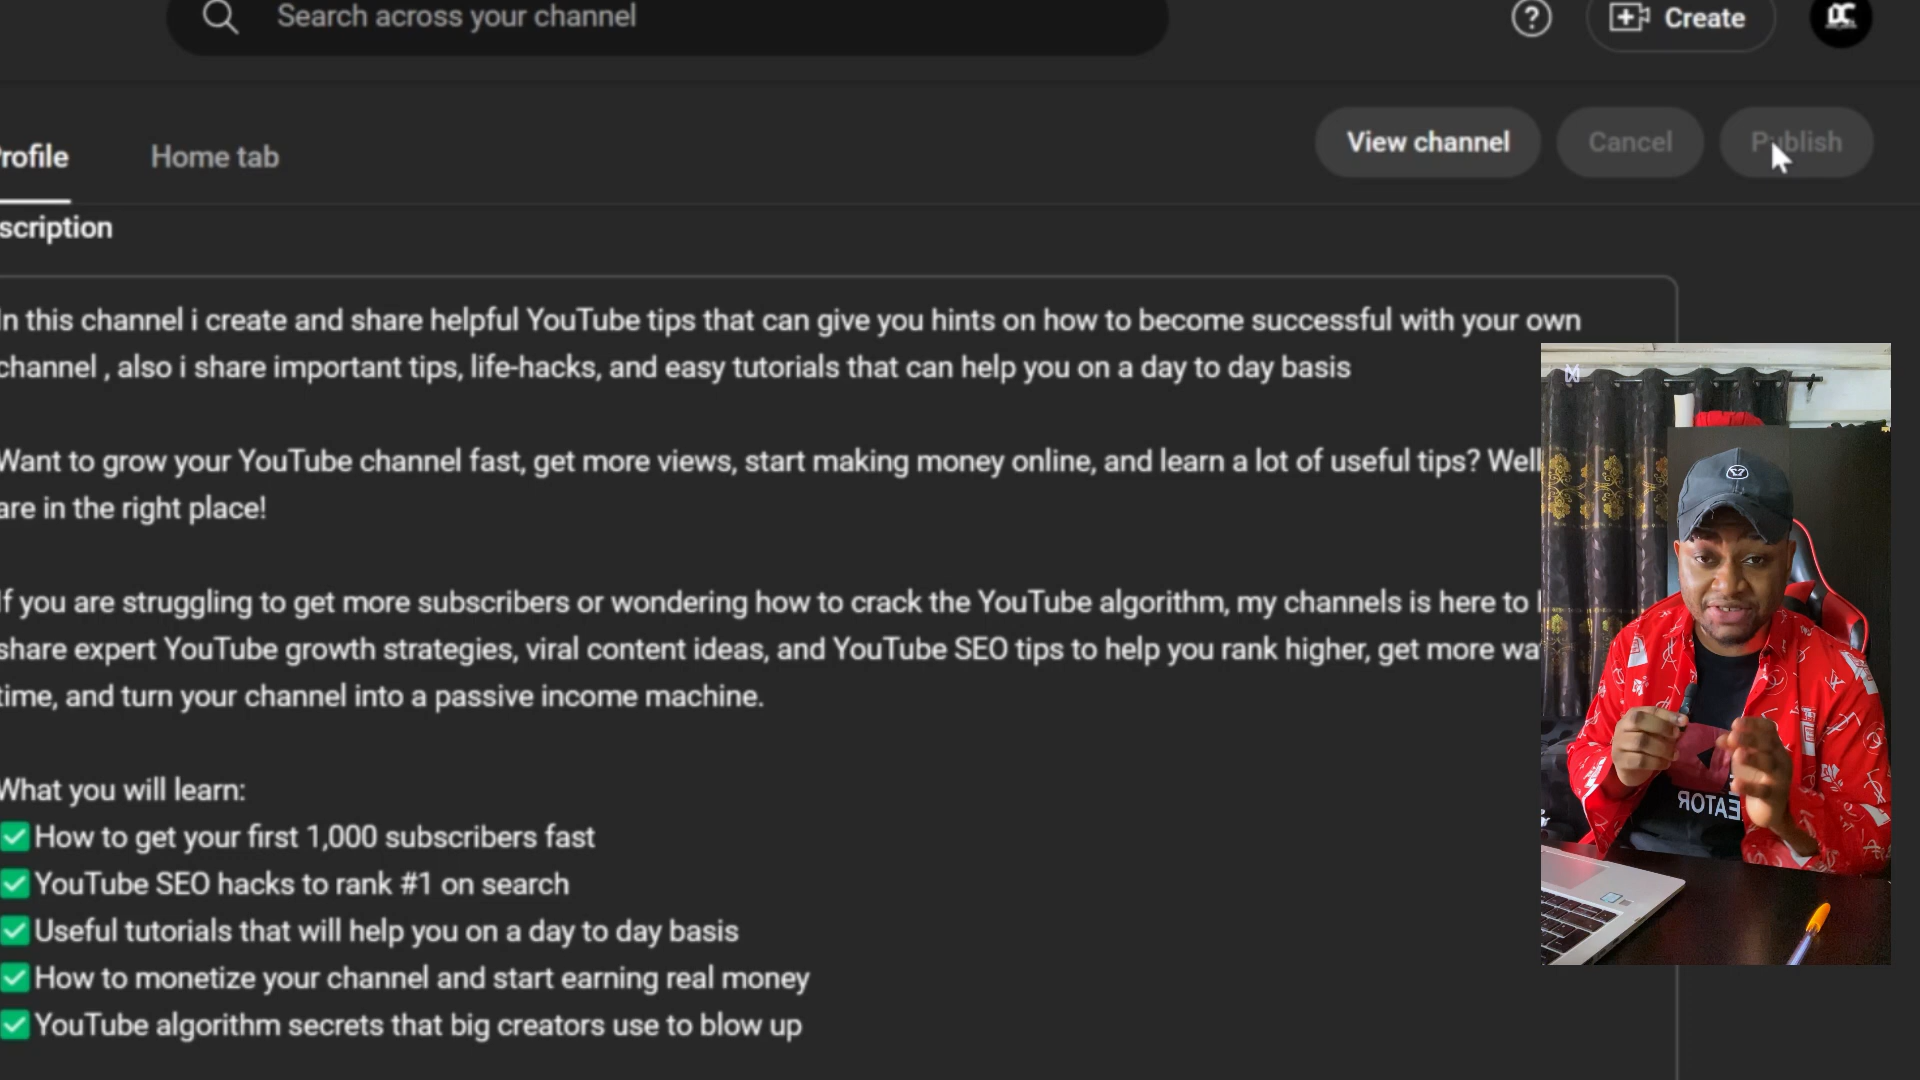 Search across your channel
Create
DC
rofile
Home tab
View channel
Cancel
Publish
scription
In this channel i create and share helpful YouTube tips that can give you hints on how to become successful with your own
channel , also i share important tips, life-hacks, and easy tutorials that can help you on a day to day basis
Want to grow your YouTube channel fast, get more views, start making money online, and learn a lot of useful tips? Well
are in the right place!
If you are struggling to get more subscribers or wondering how to crack the YouTube algorithm, my channels is here to
share expert YouTube growth strategies, viral content ideas, and YouTube SEO tips to help you rank higher, get more wa
time, and turn your channel into a passive income machine.
What you will learn:
✅How to get your first 1,000 subscribers fast
✅YouTube SEO hacks to rank #1 on search
✅Useful tutorials that will help you on a day to day basis
✅How to monetize your channel and start earning real money
✅YouTube algorithm secrets that big creators use to blow up